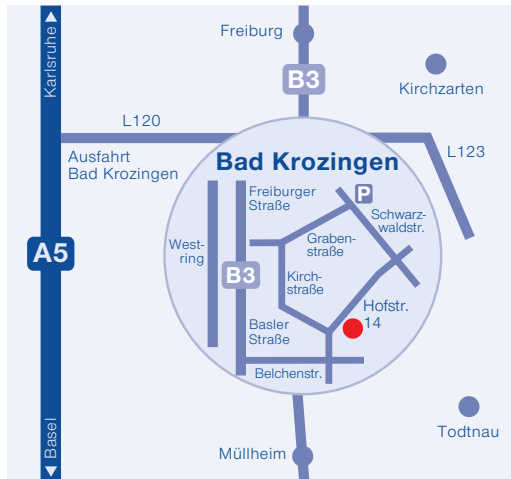 Karlsruhe
Freiburg
B3
Kirchzarten
L120
L123
Ausfahrt
Bad Krozingen
Bad Krozingen
Freiburger
Straße
P
Schwarz-
waldstr.
West-
ring
Graben-
straße
A5
B3
Kirch-
straße
Hofstr.
14
Basler
Straße
Belchenstr.
Todtnau
Basel
Müllheim